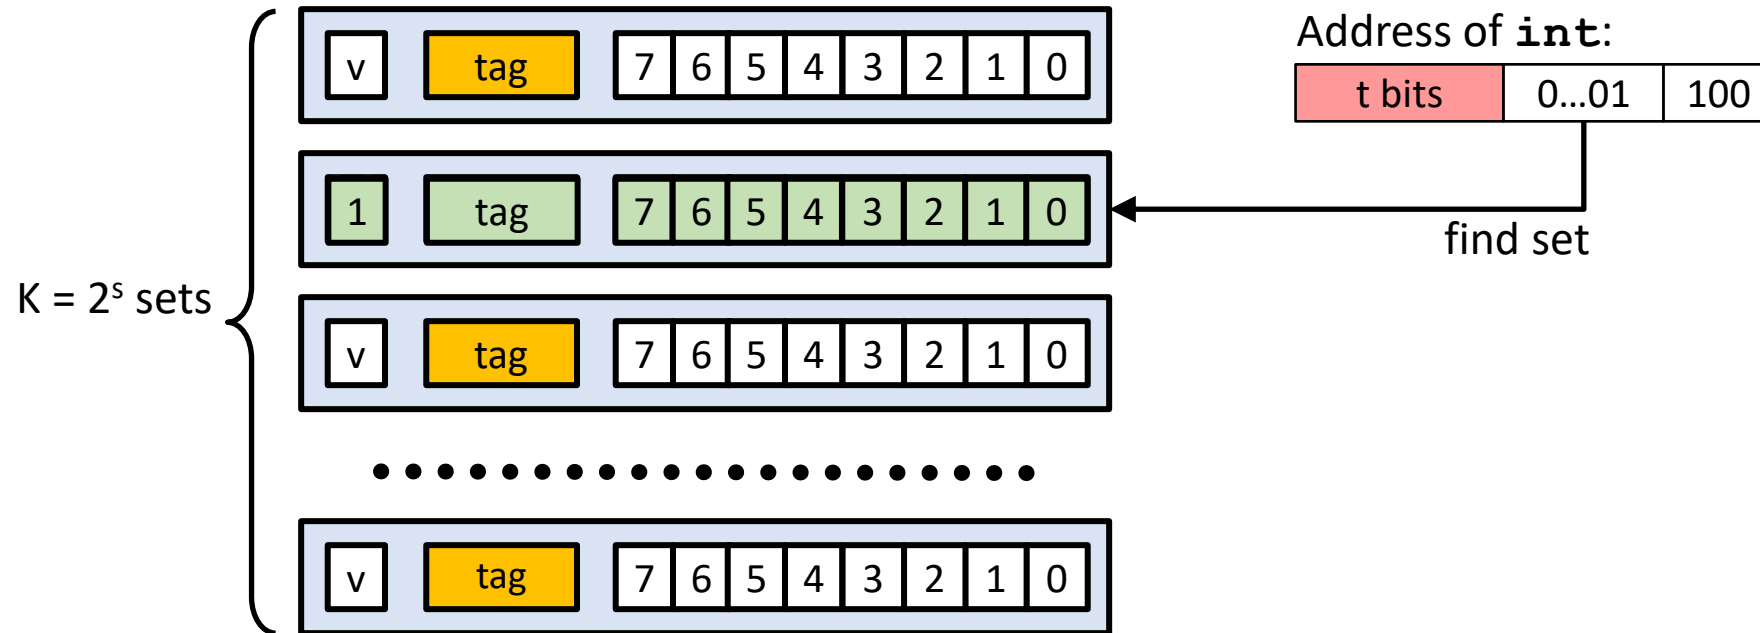 v tag 7 6 5 4 3 2 1 0
Address of int:
t bits 0...01 100
1 tag 7 6 5 4 3 2 1 0
find set
K = 2ˢ sets
v tag 7 6 5 4 3 2 1 0
v tag 7 6 5 4 3 2 1 0